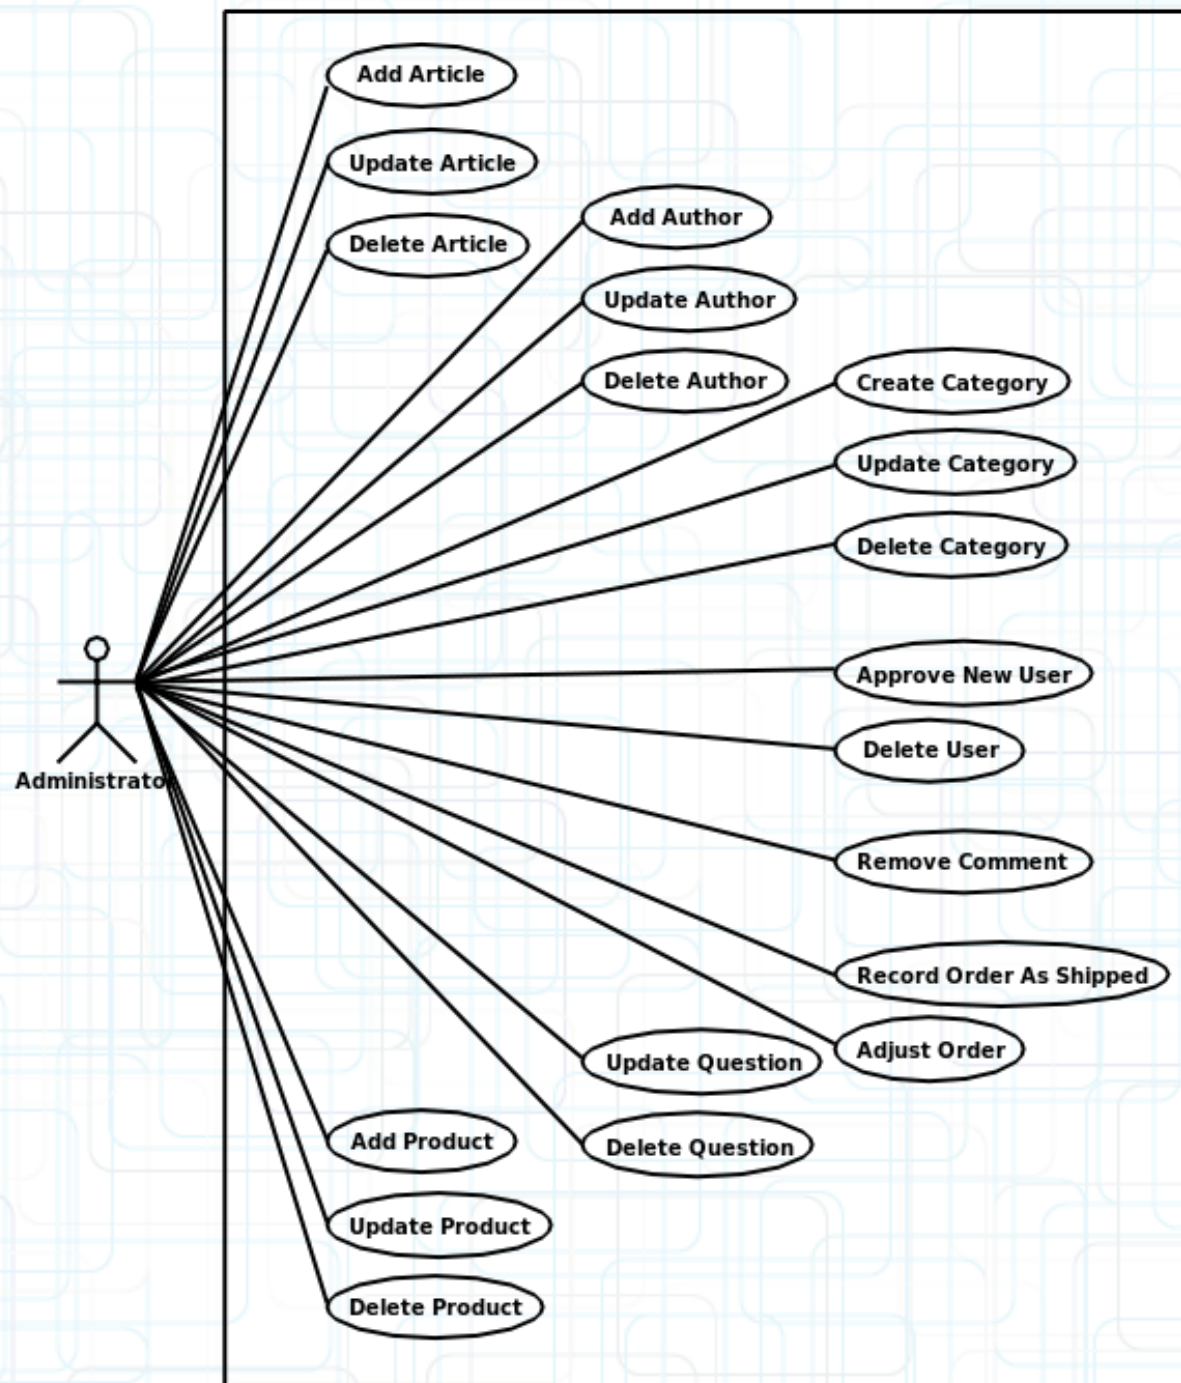 Add Article
Update Article
Delete Article
Add Author
Update Author
Delete Author
Create Category
Update Category
Delete Category
Approve New User
Delete User
Administrator
Remove Comment
Record Order As Shipped
Adjust Order
Update Question
Delete Question
Add Product
Update Product
Delete Product